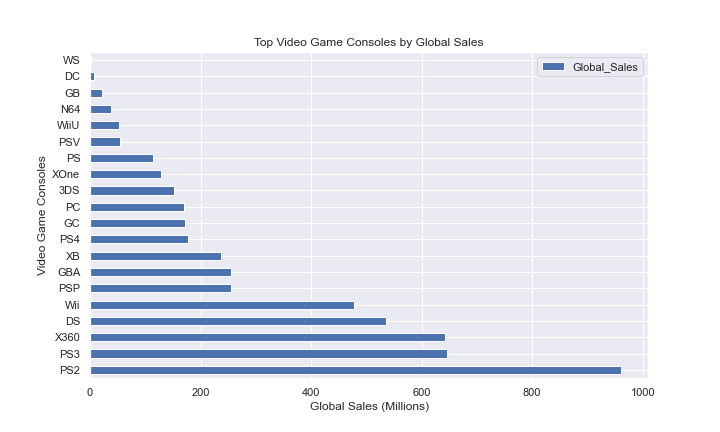 Top Video Game Consoles by Global Sales
Global_Sales
Video Game Consoles
WS
DC
GB
N64
WiiU
PSV
PS
XOne
3DS
PC
GC
PS4
XB
GBA
PSP
Wii
DS
X360
PS3
PS2
0 200 400 600 800 1000
Global Sales (Millions)